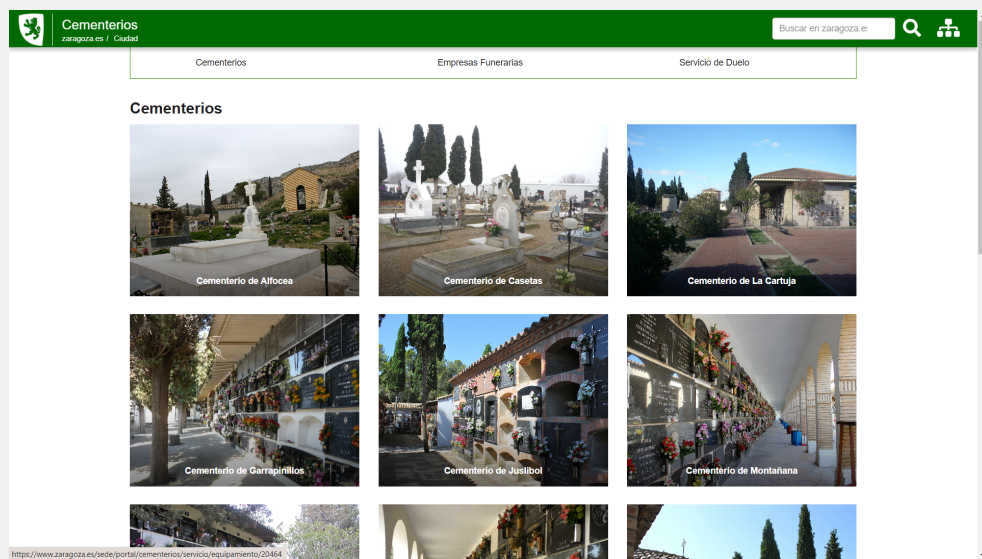 Cementerios
zaragoza.es / Ciudad
Buscar en zaragoza.e
Cementerios
Empresas Funerarias
Servicio de Duelo
Cementerios
Cementerio de Alfocea
Cementerio de Casetas
Cementerio de La Cartuja
Cementerio de Garrapinillos
Cementerio de Juslibol
Cementerio de Montañana
https://www.zaragoza.es/sede/portal/cementerios/servicio/equipamiento/20464